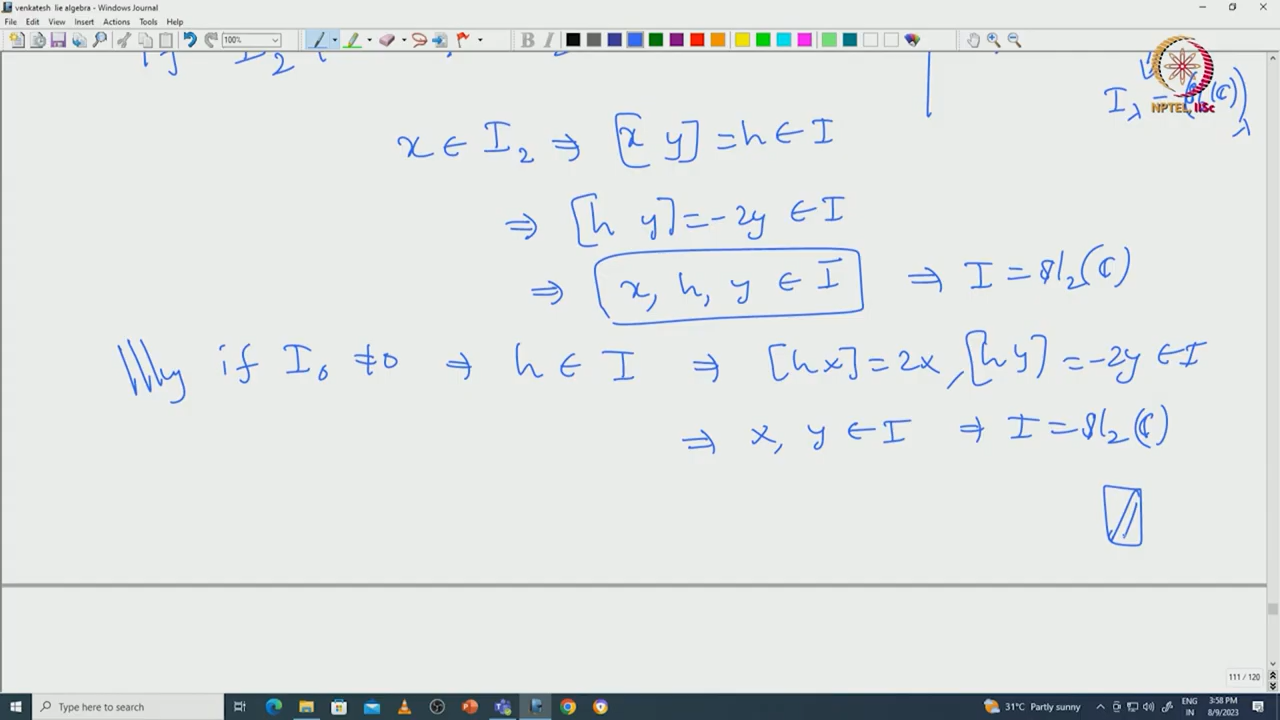 venkatesh lie algebra - Windows Journal
File Edit View Insert Actions Tools Help
100%
B I
NPTEL, IISc
x ∈ I₂ ⇒ [x y] = h ∈ I
⇒ [h y] = -2y ∈ I
⇒ x, h, y ∈ I ⇒ I = sl₂(ℂ)
|||ly if I₀ ≠ 0 ⇒ h ∈ I ⇒ [h x] = 2x, [h y] = -2y ∈ I
⇒ x, y ∈ I ⇒ I = sl₂(ℂ)
111 / 120
Type here to search
31°C Partly sunny
ENG
IN
3:58 PM
8/9/2023